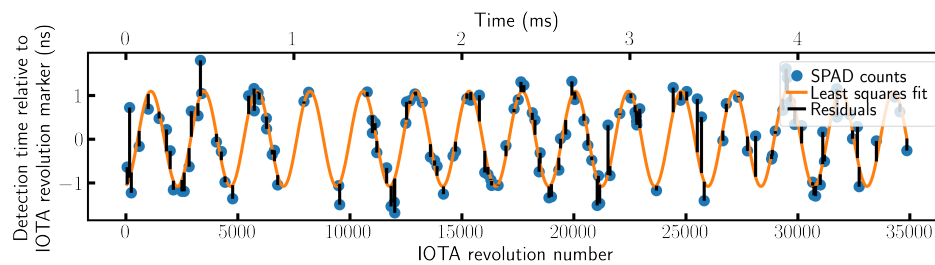 Time (ms)
0 1 2 3 4
Detection time relative to
IOTA revolution marker (ns)
1
0
−1
SPAD counts
Least squares fit
Residuals
0 5000 10000 15000 20000 25000 30000 35000
IOTA revolution number